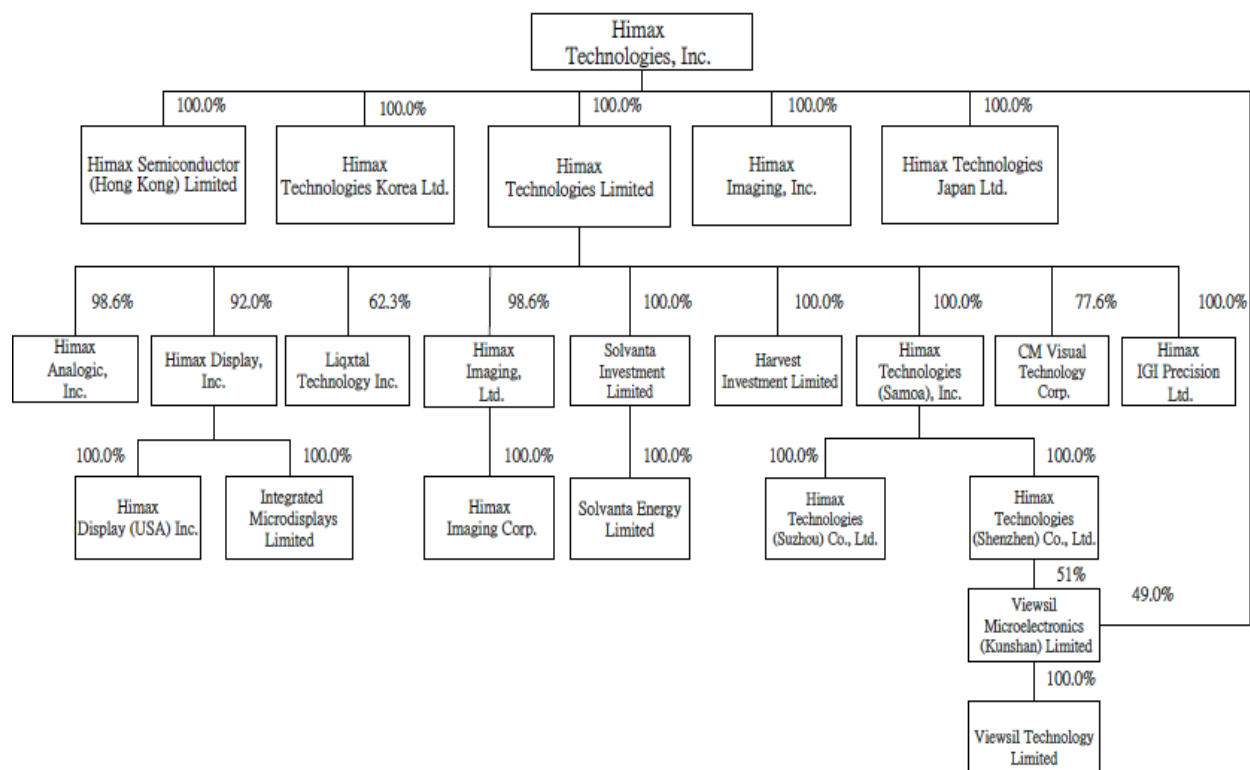 Himax
Technologies, Inc.
100.0%
100.0%
100.0%
100.0%
100.0%
Himax Semiconductor
(Hong Kong) Limited
Himax
Technologies Korea Ltd.
Himax
Technologies Limited
Himax
Imaging, Inc.
Himax Technologies
Japan Ltd.
98.6%
92.0%
62.3%
98.6%
100.0%
100.0%
100.0%
77.6%
100.0%
Himax
Analogic,
Inc.
Himax Display,
Inc.
Liqxtal
Technology Inc.
Himax
Imaging,
Ltd.
Solvanta
Investment
Limited
Harvest
Investment Limited
Himax
Technologies
(Samoa), Inc.
CM Visual
Technology
Corp.
Himax
IGI Precision
Ltd.
100.0%
100.0%
100.0%
100.0%
100.0%
100.0%
Himax
Display (USA) Inc.
Integrated
Microdisplays
Limited
Himax
Imaging Corp.
Solvanta Energy
Limited
Himax
Technologies
(Suzhou) Co., Ltd.
Himax
Technologies
(Shenzhen) Co., Ltd.
51%
49.0%
Viewsil
Microelectronics
(Kunshan) Limited
100.0%
Viewsil Technology
Limited